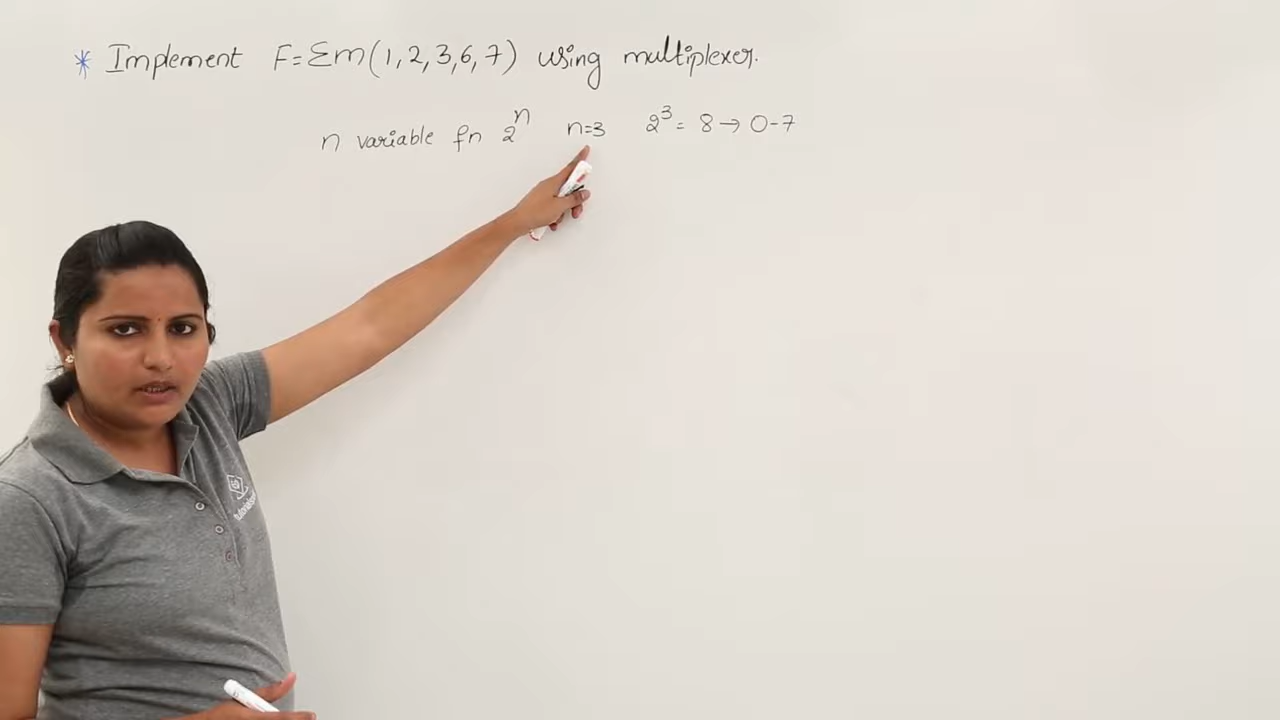 * Implement F=Σm(1,2,3,6,7) using multiplexer.
n variable fn 2^n n=3 2^3 = 8 → 0-7